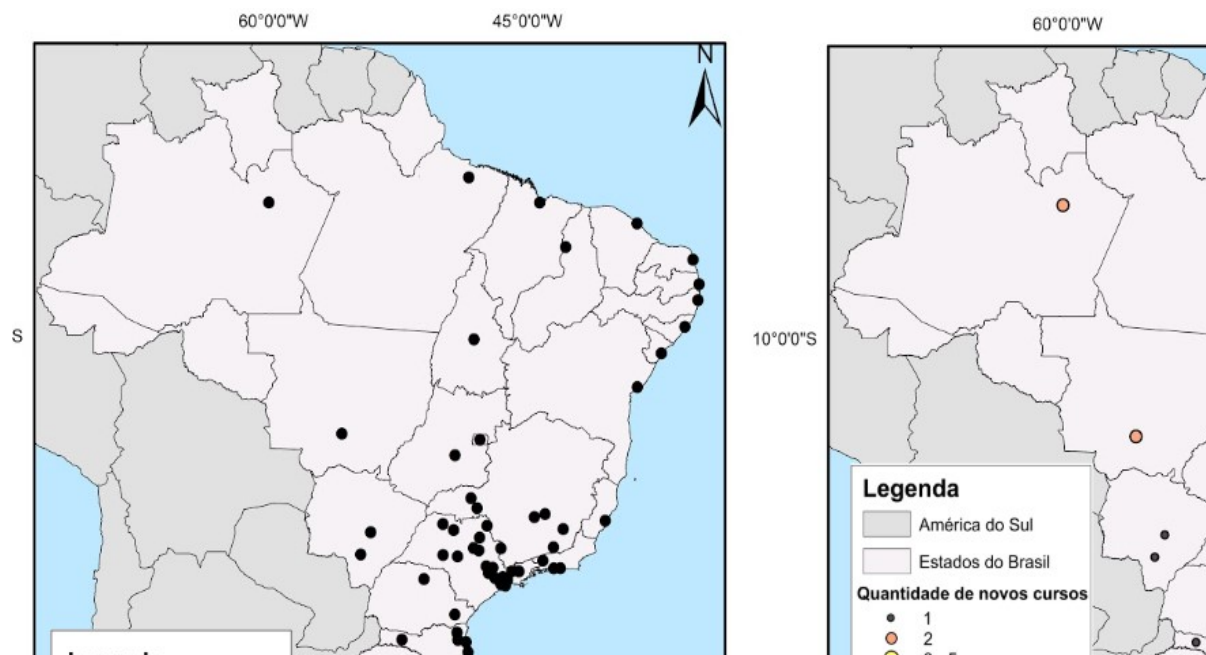 60°0'0"W
45°0'0"W
N
S
60°0'0"W
10°0'0"S
Legenda
América do Sul
Estados do Brasil
Quantidade de novos cursos
1
2